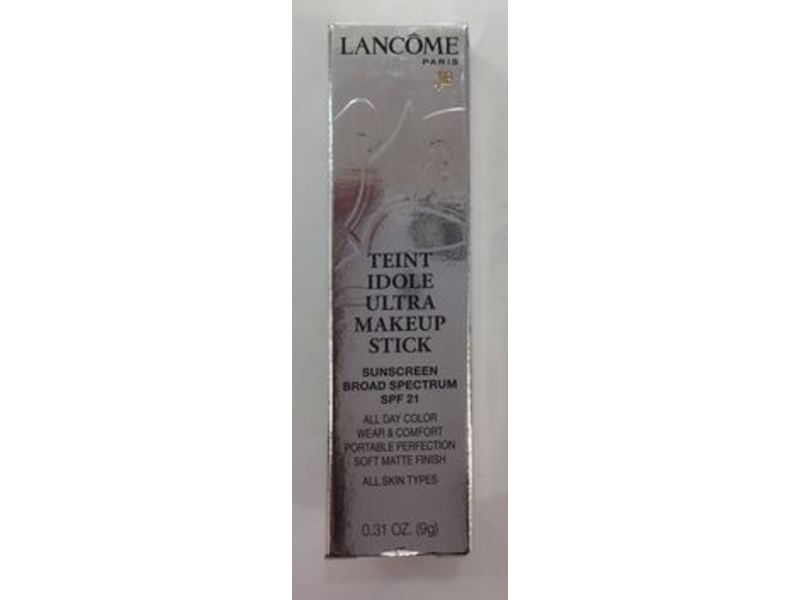 LANCÔME
PARIS
TEINT
IDOLE
ULTRA
MAKEUP
STICK
SUNSCREEN
BROAD SPECTRUM
SPF 21
ALL DAY COLOR
WEAR & COMFORT
PORTABLE PERFECTION
SOFT MATTE FINISH
ALL SKIN TYPES
0.31 OZ. (9g)